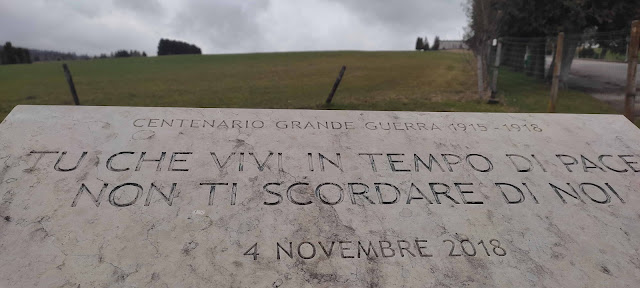 CENTENARIO GRANDE GUERRA 1915-1918
TU CHE VIVI IN TEMPO DI PACE
NON TI SCORDARE DI NOI
4 NOVEMBRE 2018